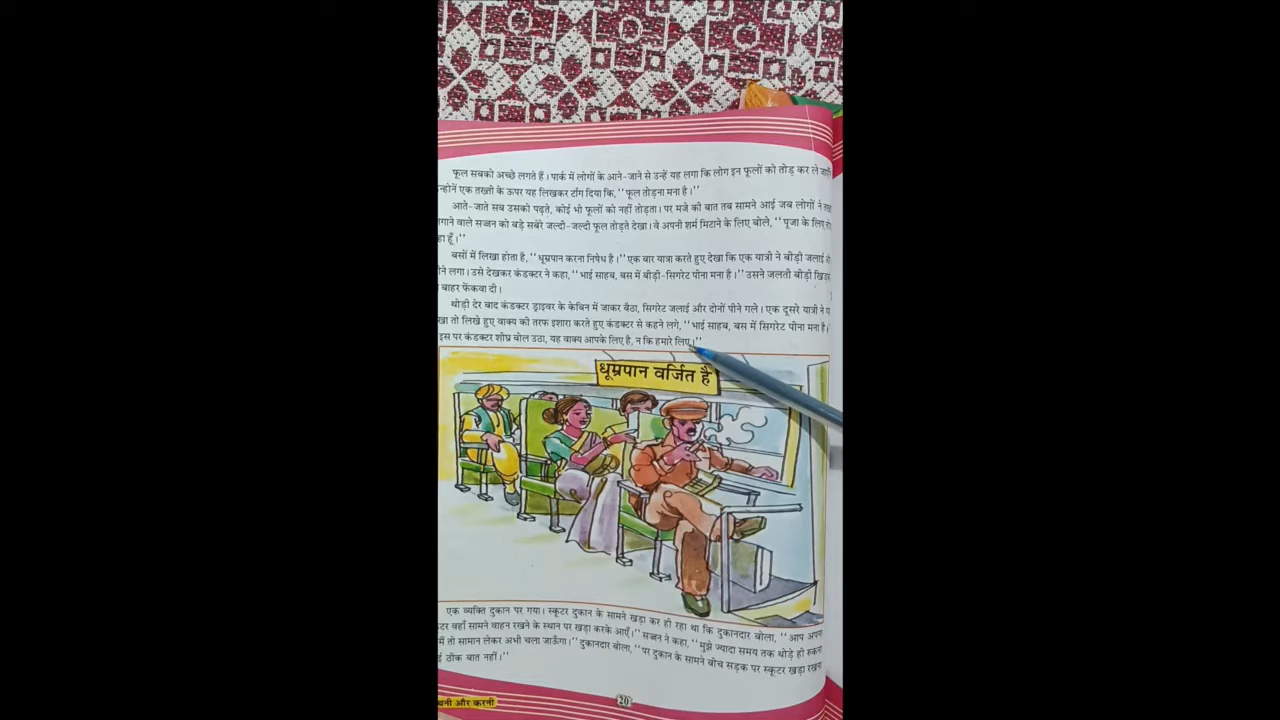 फूल सबको अच्छे लगते हैं। पार्क में लोगों के आने-जाने से उन्हें यह लगा कि लोग इन फूलों को तोड़ कर ले
एक तख्ती के ऊपर यह लिखकर टाँग दिया कि, ‘‘फूल तोड़ना मना है।’’
आते-जाते सब उसको पढ़ते, कोई भी फूलों को नहीं तोड़ता। पर मजे की बात तब सामने आई जब लोगों ने
वाले सज्जन को बड़े सबेरे जल्दी-जल्दी फूल तोड़ते देखा। वे अपनी शर्म मिटाने के लिए बोले, ‘‘पूजा के लिए
हूँ।’’
बसों में लिखा होता है, ‘‘धूम्रपान करना निषेध है।’’ एक बार यात्रा करते हुए देखा कि एक यात्री ने बीड़ी जलाई
लगा। उसे देखकर कंडक्टर ने कहा, ‘‘भाई साहब, बस में बीड़ी-सिगरेट पीना मना है।’’ उसने जलती बीड़ी
बाहर फेंकवा दी।
थोड़ी देर बाद कंडक्टर ड्राइवर के केबिन में जाकर बैठा, सिगरेट जलाई और दोनों पीने गले। एक दूसरे यात्री ने
तो लिखे हुए वाक्य की तरफ इशारा करते हुए कंडक्टर से कहने लगे, ‘‘भाई साहब, बस में सिगरेट पीना मना है।
इस पर कंडक्टर शीघ्र बोल उठा, यह वाक्य आपके लिए है, न कि हमारे लिए।’’
धूम्रपान वर्जित है
एक व्यक्ति दुकान पर गया। स्कूटर दुकान के सामने खड़ा कर ही रहा था कि दुकानदार बोला, ‘‘आप अपना
वहाँ सामने वाहन रखने के स्थान पर खड़ा करके आएँ।’’ सज्जन ने कहा, ‘‘मुझे ज्यादा समय तक थोड़े ही रुकना
मैं तो सामान लेकर अभी चला जाऊँगा।’’ दुकानदार बोला, ‘‘पर दुकान के सामने बीच सड़क पर स्कूटर खड़ा रखना
ठीक बात नहीं।’’
और करनी
20